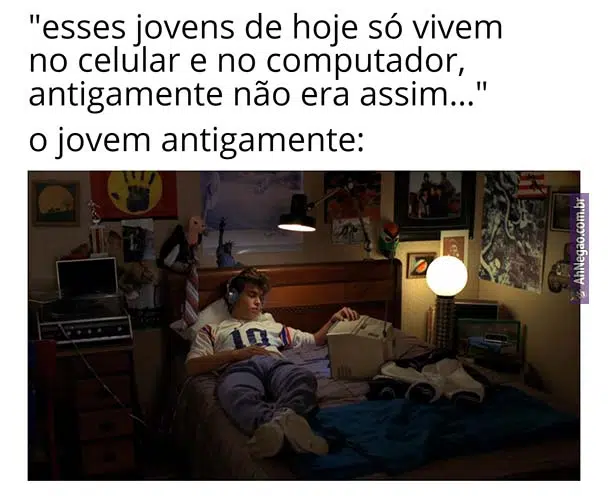 "esses jovens de hoje só vivem
no celular e no computador,
antigamente não era assim..."
o jovem antigamente:
AhNegao.com.br
10